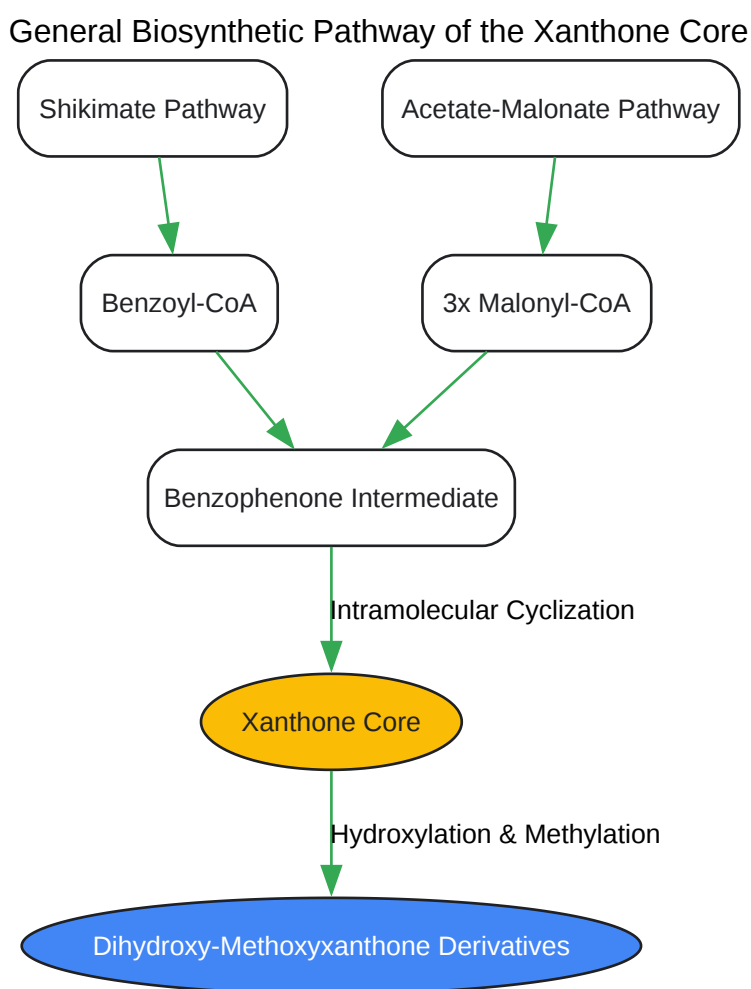 General Biosynthetic Pathway of the Xanthone Core
Shikimate Pathway
Acetate-Malonate Pathway
Benzoyl-CoA
3x Malonyl-CoA
Benzophenone Intermediate
Intramolecular Cyclization
Xanthone Core
Hydroxylation & Methylation
Dihydroxy-Methoxyxanthone Derivatives